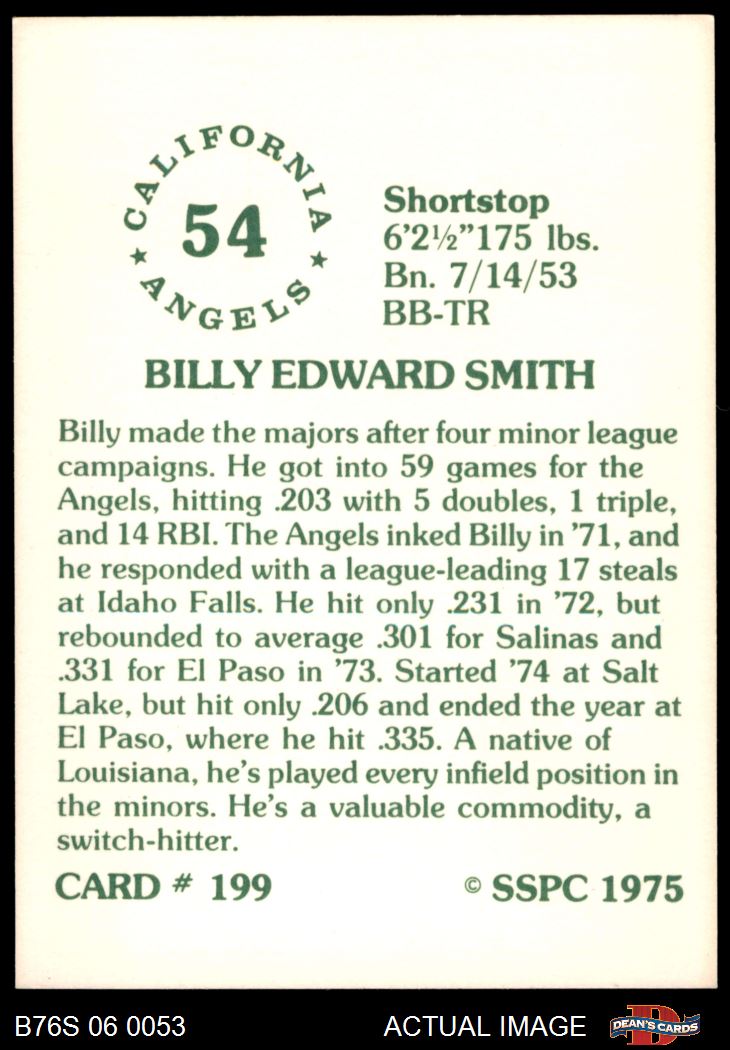 CALIFORNIA
54
★ ANGELS ★
Shortstop
6'2½"175 lbs.
Bn. 7/14/53
BB-TR
BILLY EDWARD SMITH
Billy made the majors after four minor league
campaigns. He got into 59 games for the
Angels, hitting .203 with 5 doubles, 1 triple,
and 14 RBI. The Angels inked Billy in '71, and
he responded with a league-leading 17 steals
at Idaho Falls. He hit only .231 in '72, but
rebounded to average .301 for Salinas and
.331 for El Paso in '73. Started '74 at Salt
Lake, but hit only .206 and ended the year at
El Paso, where he hit .335. A native of
Louisiana, he's played every infield position in
the minors. He's a valuable commodity, a
switch-hitter.
CARD # 199 © SSPC 1975
B76S 06 0053 ACTUAL IMAGE DEAN'S CARDS